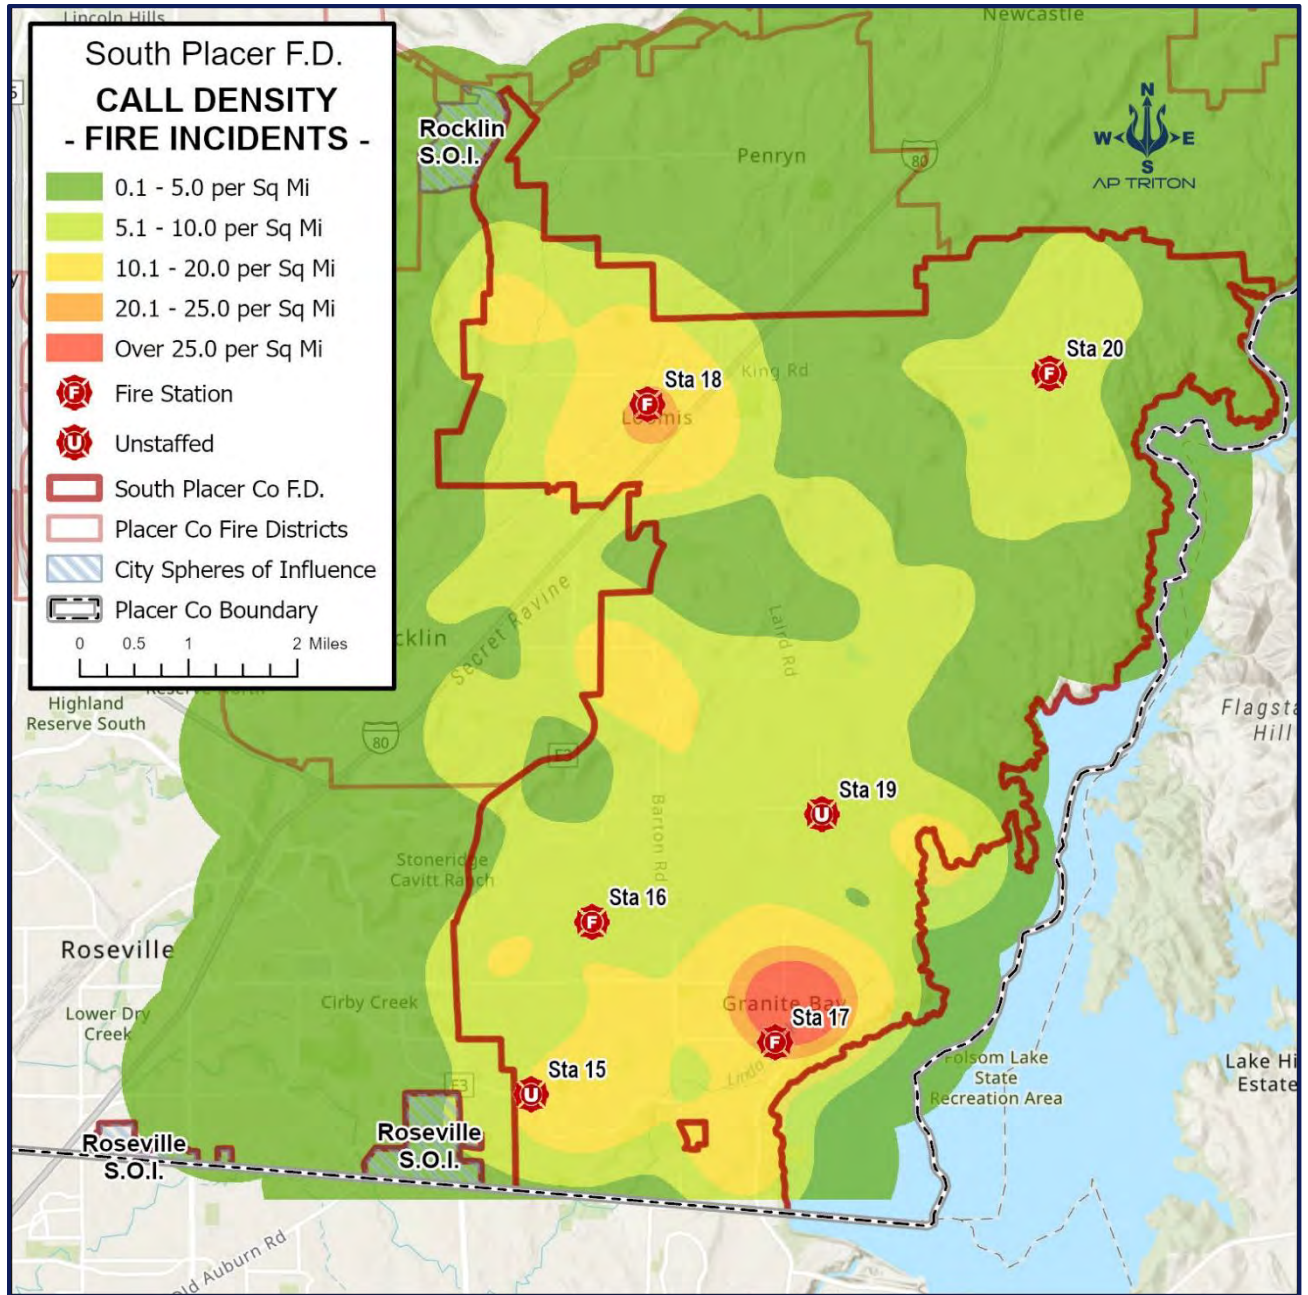 Lincoln Hills
Newcastle
South Placer F.D.
CALL DENSITY
- FIRE INCIDENTS -
0.1 - 5.0 per Sq Mi
5.1 - 10.0 per Sq Mi
10.1 - 20.0 per Sq Mi
20.1 - 25.0 per Sq Mi
Over 25.0 per Sq Mi
F
Fire Station
U
Unstaffed
South Placer Co F.D.
Placer Co Fire Districts
City Spheres of Influence
Placer Co Boundary
0 0.5 1 2 Miles
Rocklin
S.O.I.
Penryn
80
N
W E
S
AP TRITON
Sta 18
F
Loomis
King Rd
Sta 20
F
Secret Ravine
Laird Rd
cklin
Highland
Reserve South
80
Flagsta
Hill
Sta 19
U
Barton Rd
Stoneridge
Cavitt Ranch
Sta 16
F
Roseville
Cirby Creek
Lower Dry
Creek
Granite Bay
Sta 17
F
Linda
Sta 15
U
E3
Folsom Lake
State
Recreation Area
Lake Hi
Estate
Roseville
S.O.I.
Roseville
S.O.I.
Old Auburn Rd